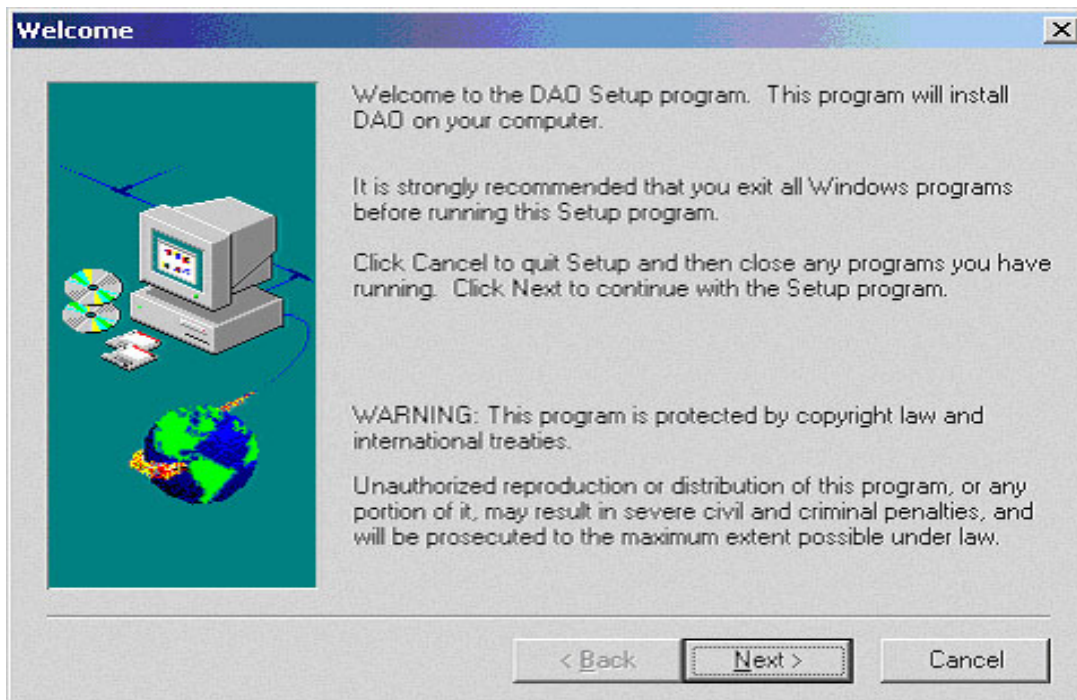 Welcome
Welcome to the DAO Setup program. This program will install
DAO on your computer.
It is strongly recommended that you exit all Windows programs
before running this Setup program.
Click Cancel to quit Setup and then close any programs you have
running. Click Next to continue with the Setup program.
WARNING: This program is protected by copyright law and
international treaties.
Unauthorized reproduction or distribution of this program, or any
portion of it, may result in severe civil and criminal penalties, and
will be prosecuted to the maximum extent possible under law.
< Back Next > Cancel